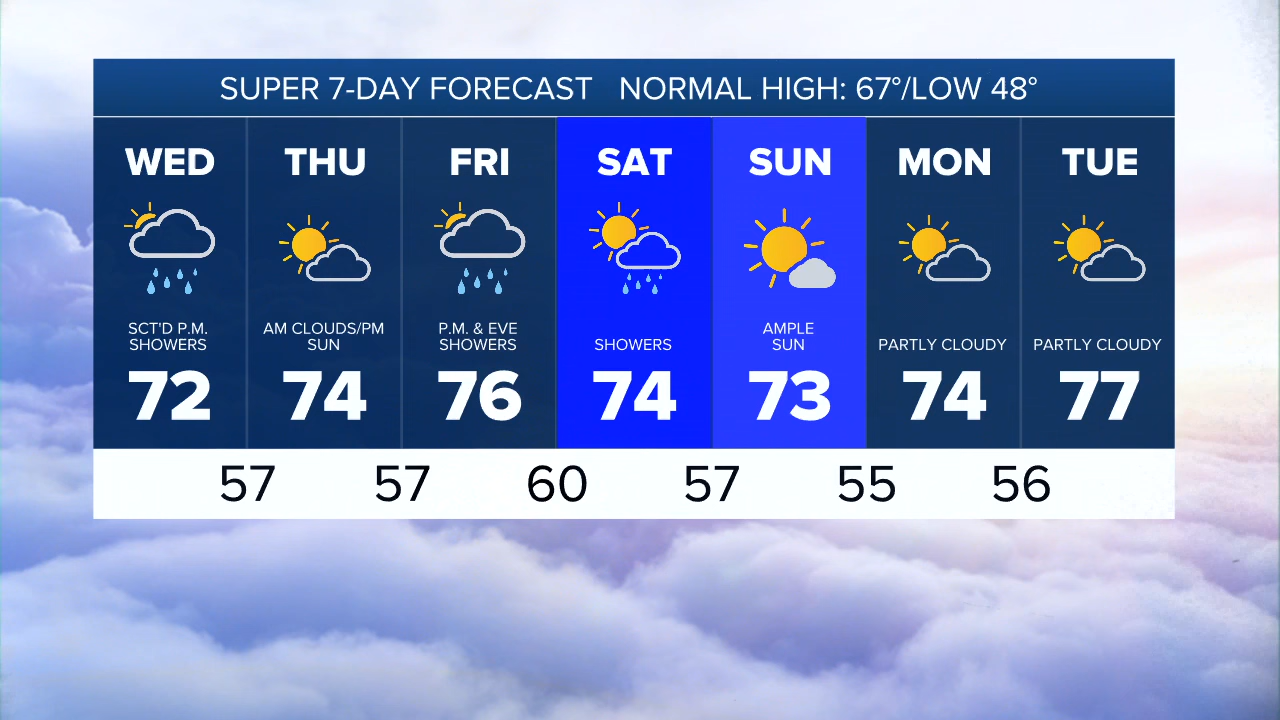 SUPER 7-DAY FORECAST NORMAL HIGH: 67°/LOW 48°
WED THU FRI SAT SUN MON TUE
SCT'D P.M. SHOWERS
AM CLOUDS/PM SUN
P.M. & EVE SHOWERS
SHOWERS
AMPLE SUN
PARTLY CLOUDY
PARTLY CLOUDY
72 74 76 74 73 74 77
57 57 60 57 55 56